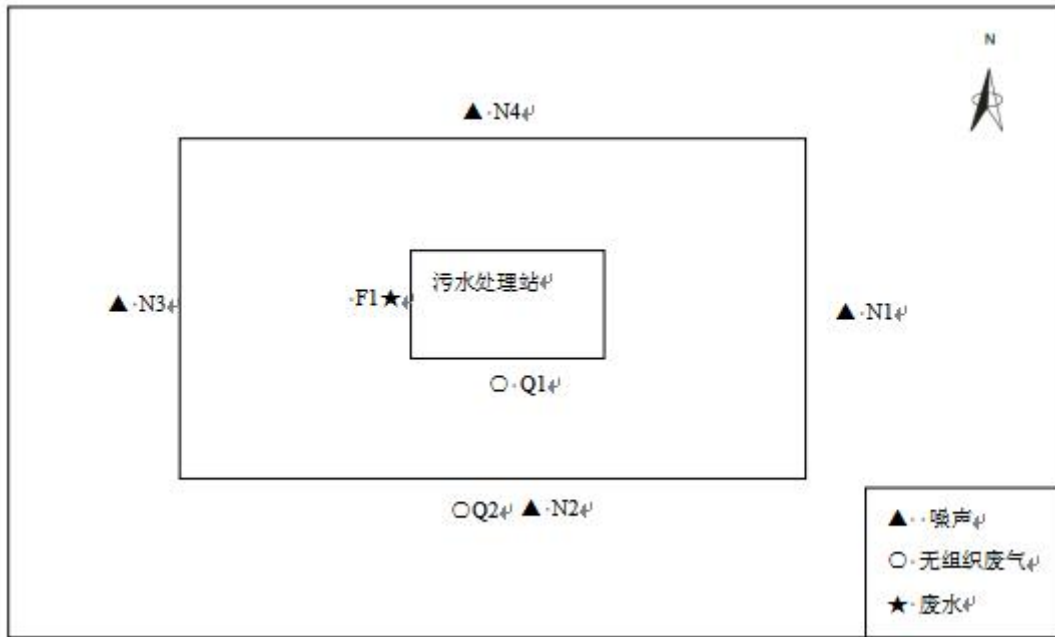 N
▲·N4
污水处理站
▲·N3
·F1★
▲·N1
○·Q1
○Q2 ▲·N2
▲··噪声
○·无组织废气
★·废水